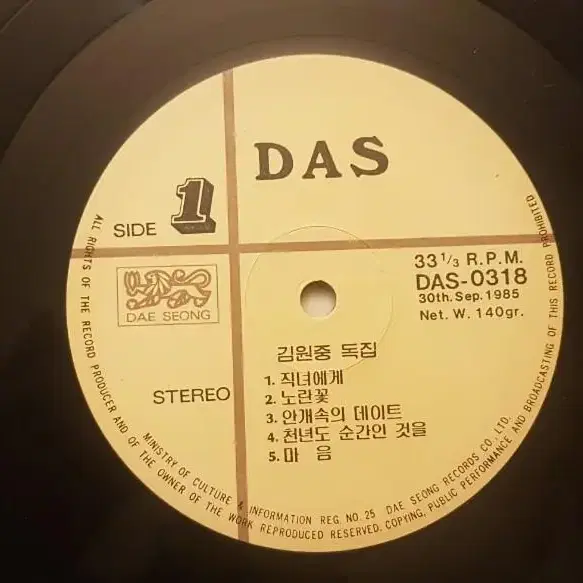 DAS
SIDE 1
33 1/3 R.P.M.
DAS-0318
30th. Sep. 1985
Net. W. 140gr.
DAE SEONG
STEREO
김원중 독집
1. 직녀에게
2. 노란꽃
3. 안개속의 데이트
4. 천년도 순간인 것을
5. 마 음
ALL RIGHTS OF THE RECORD PRODUCER AND OF THE OWNER OF THE WORK REPRODUCED RESERVED. COPYING, PUBLIC PERFORMANCE AND BROADCASTING OF THIS RECORD PROHIBITED
MINISTRY OF CULTURE & INFORMATION REG. NO. 25 DAE SEONG RECORDS CO., LTD.